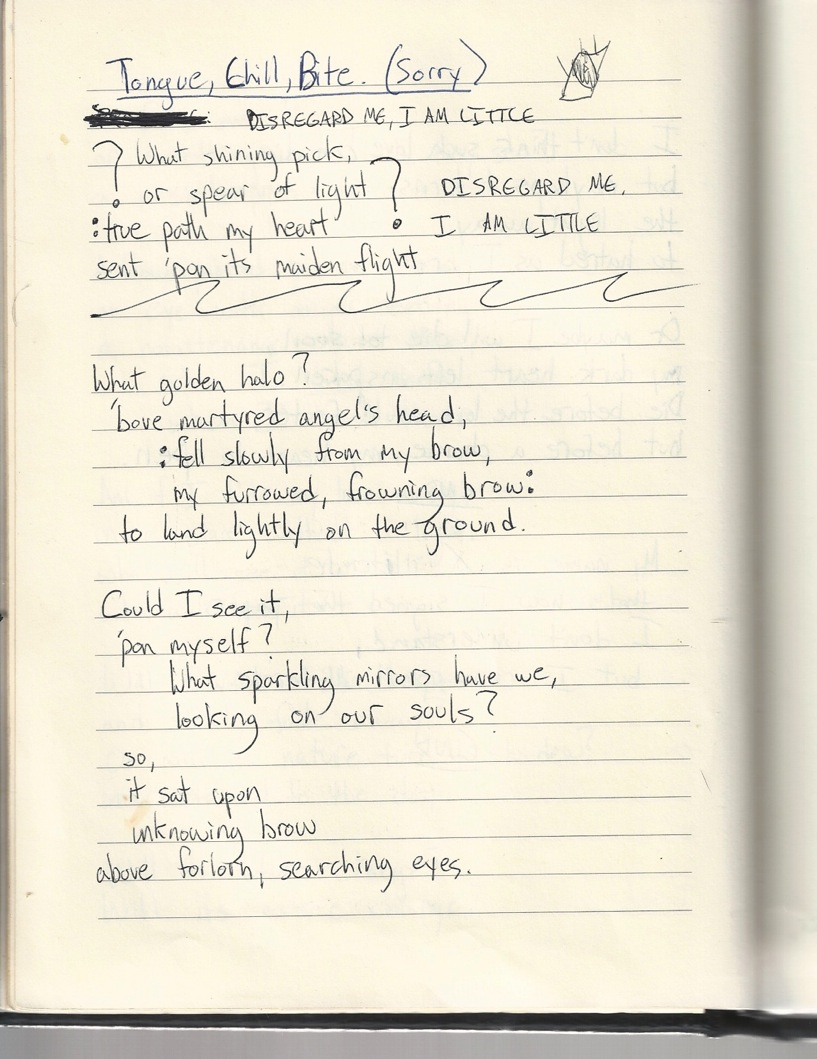 Tongue, Chill, Bite. (Sorry)
: DISREGARD ME, I AM LITTLE
? What shining pick,
or spear of light ? DISREGARD ME,
:true path my heart I AM LITTLE
sent 'pon its maiden flight
What golden halo?
'bove martyred angel's head,
:fell slowly from my brow,
my furrowed, frowning brow:
to land lightly on the ground.
Could I see it,
'pon myself?
What sparkling mirrors have we,
looking on our souls?
so,
it sat upon
unknowing brow
above forlorn, searching eyes.